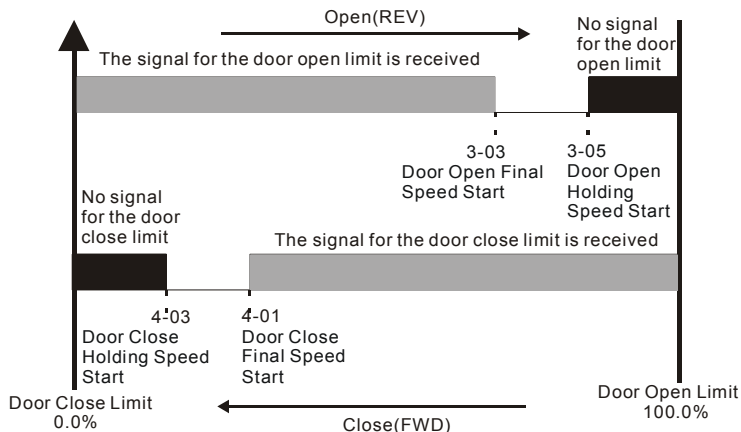 Open(REV)
No signal
for the door
open limit
The signal for the door open limit is received
3-03
Door Open Final
Speed Start
3-05
Door Open
Holding
Speed Start
No signal
for the door
close limit
The signal for the door close limit is received
4-03
Door Close
Holding Speed
Start
4-01
Door Close
Final Speed
Start
Door Close Limit
0.0%
Door Open Limit
100.0%
Close(FWD)